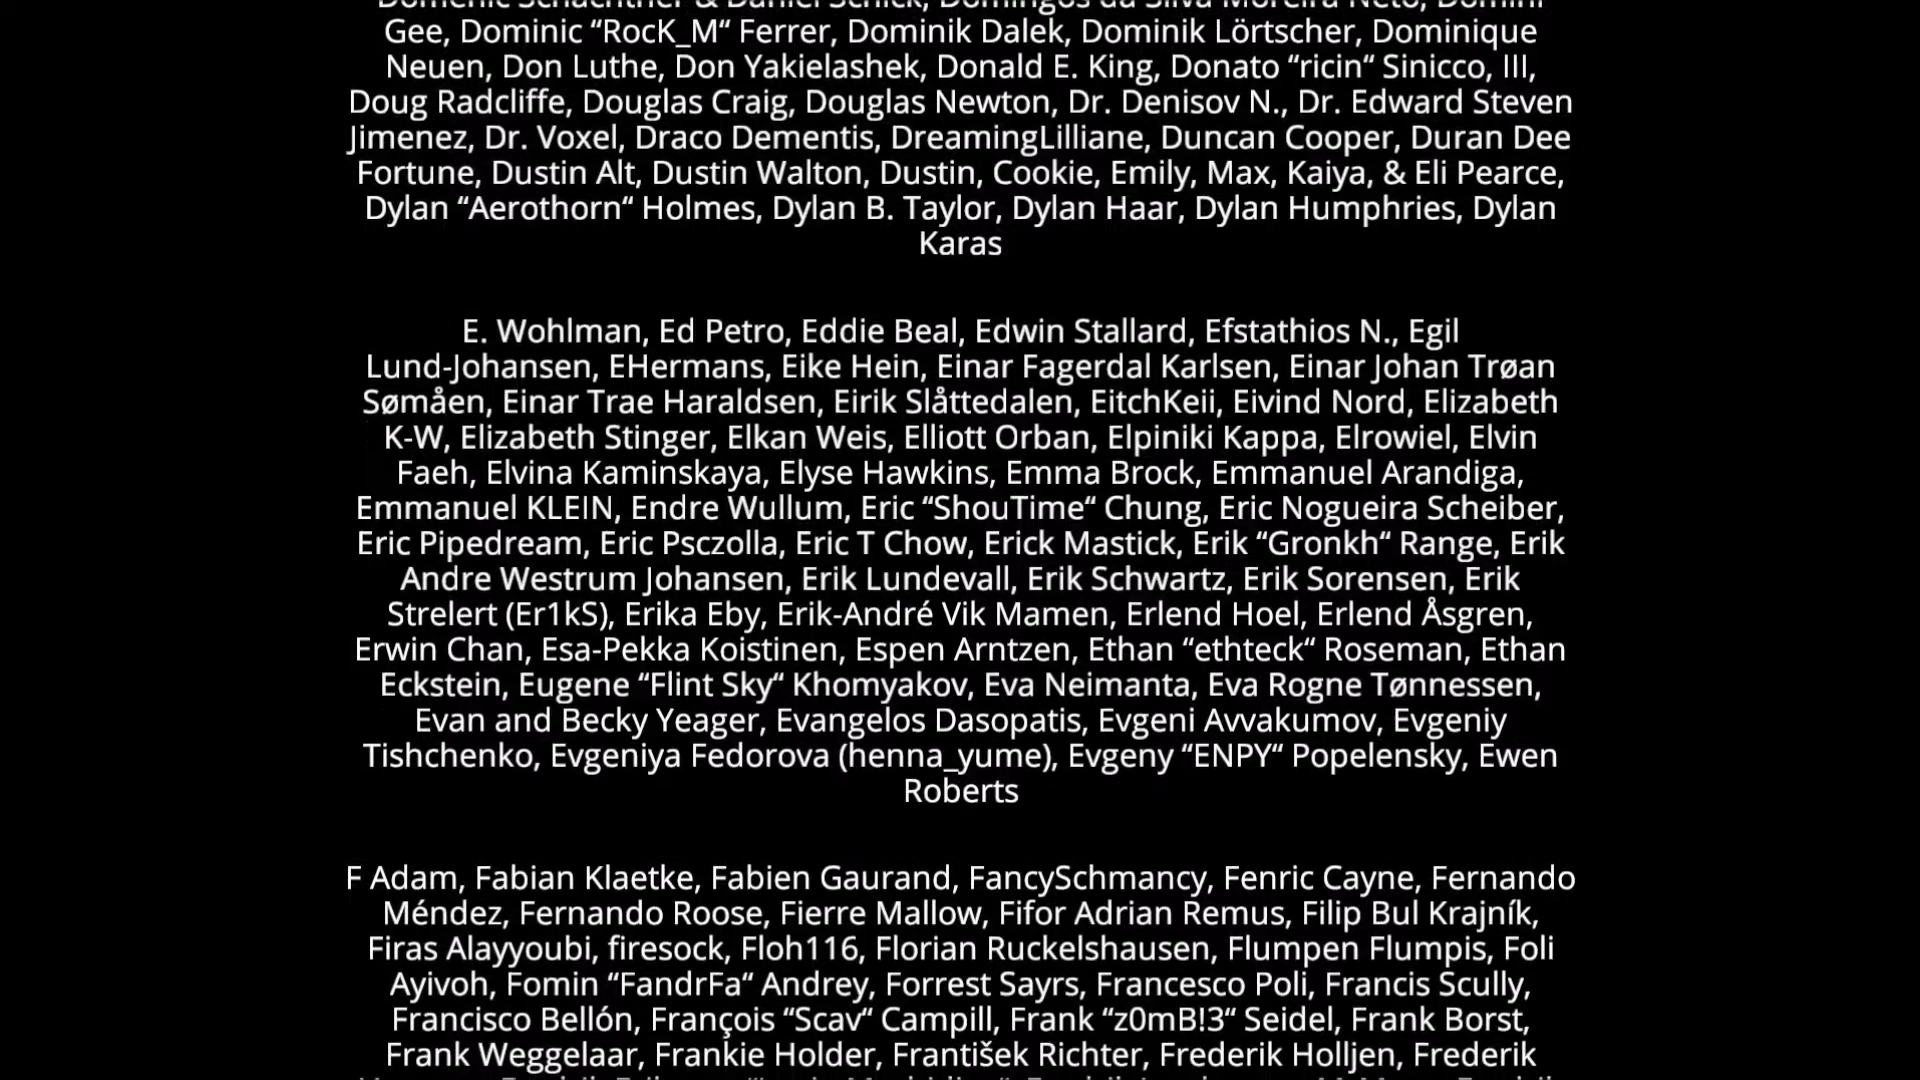 Domenic Schachtner & Daniel Schick, Domingos da Silva Moreira Neto, Domini
Gee, Dominic “RocK_M“ Ferrer, Dominik Dalek, Dominik Lörtscher, Dominique
Neuen, Don Luthe, Don Yakielashek, Donald E. King, Donato “ricin“ Sinicco, III,
Doug Radcliffe, Douglas Craig, Douglas Newton, Dr. Denisov N., Dr. Edward Steven
Jimenez, Dr. Voxel, Draco Dementis, DreamingLilliane, Duncan Cooper, Duran Dee
Fortune, Dustin Alt, Dustin Walton, Dustin, Cookie, Emily, Max, Kaiya, & Eli Pearce,
Dylan “Aerothorn“ Holmes, Dylan B. Taylor, Dylan Haar, Dylan Humphries, Dylan
Karas
E. Wohlman, Ed Petro, Eddie Beal, Edwin Stallard, Efstathios N., Egil
Lund-Johansen, EHermans, Eike Hein, Einar Fagerdal Karlsen, Einar Johan Trøan
Sømåen, Einar Trae Haraldsen, Eirik Slåttedalen, EitchKeii, Eivind Nord, Elizabeth
K-W, Elizabeth Stinger, Elkan Weis, Elliott Orban, Elpiniki Kappa, Elrowiel, Elvin
Faeh, Elvina Kaminskaya, Elyse Hawkins, Emma Brock, Emmanuel Arandiga,
Emmanuel KLEIN, Endre Wullum, Eric “ShouTime“ Chung, Eric Nogueira Scheiber,
Eric Pipedream, Eric Psczolla, Eric T Chow, Erick Mastick, Erik “Gronkh“ Range, Erik
Andre Westrum Johansen, Erik Lundevall, Erik Schwartz, Erik Sorensen, Erik
Strelert (Er1kS), Erika Eby, Erik-André Vik Mamen, Erlend Hoel, Erlend Åsgren,
Erwin Chan, Esa-Pekka Koistinen, Espen Arntzen, Ethan “ethteck“ Roseman, Ethan
Eckstein, Eugene “Flint Sky“ Khomyakov, Eva Neimanta, Eva Rogne Tønnessen,
Evan and Becky Yeager, Evangelos Dasopatis, Evgeni Avvakumov, Evgeniy
Tishchenko, Evgeniya Fedorova (henna_yume), Evgeny “ENPY“ Popelensky, Ewen
Roberts
F Adam, Fabian Klaetke, Fabien Gaurand, FancySchmancy, Fenric Cayne, Fernando
Méndez, Fernando Roose, Fierre Mallow, Fifor Adrian Remus, Filip Bul Krajník,
Firas Alayyoubi, firesock, Floh116, Florian Ruckelshausen, Flumpen Flumpis, Foli
Ayivoh, Fomin “FandrFa“ Andrey, Forrest Sayrs, Francesco Poli, Francis Scully,
Francisco Bellón, François “Scav“ Campill, Frank “z0mB!3“ Seidel, Frank Borst,
Frank Weggelaar, Frankie Holder, František Richter, Frederik Holljen, Frederik